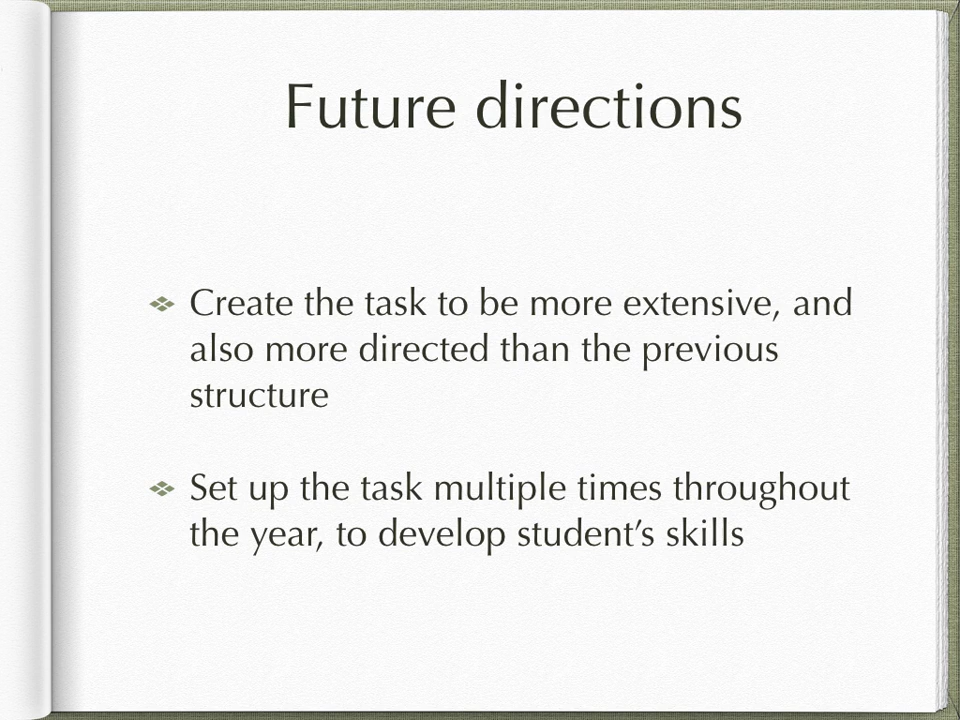 Future directions
Create the task to be more extensive, and
also more directed than the previous
structure
Set up the task multiple times throughout
the year, to develop student’s skills